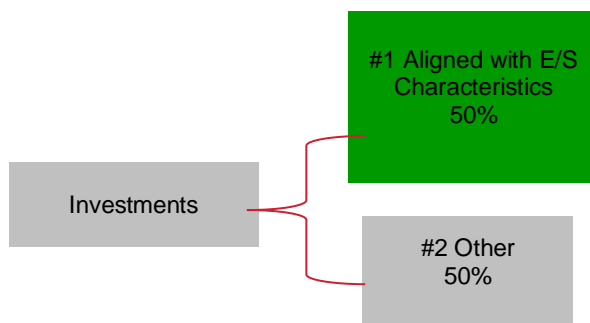 #1 Aligned with E/S
Characteristics
50%
Investments
#2 Other
50%